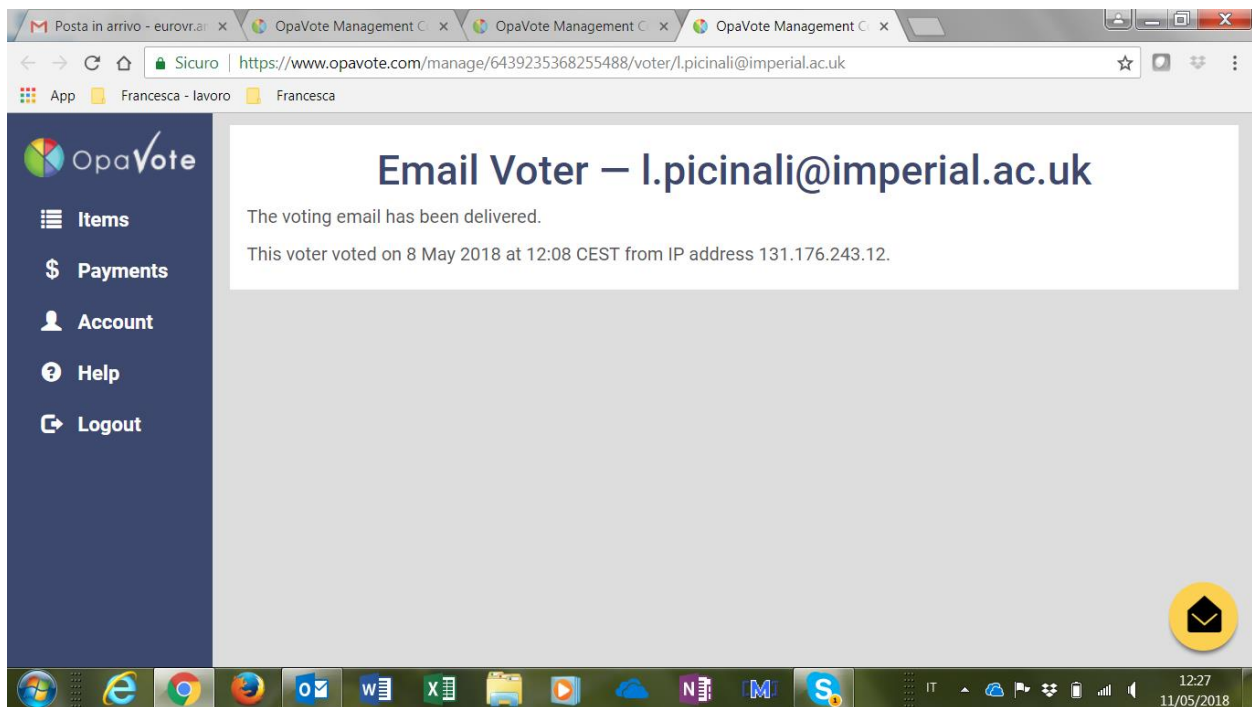 Posta in arrivo - eurovr.ar
OpaVote Management C
OpaVote Management C
OpaVote Management C
Sicuro https://www.opavote.com/manage/6439235368255488/voter/l.picinali@imperial.ac.uk
App Francesca - lavoro Francesca
OpaVote
Email Voter — l.picinali@imperial.ac.uk
The voting email has been delivered.
This voter voted on 8 May 2018 at 12:08 CEST from IP address 131.176.243.12.
Items
$ Payments
Account
Help
Logout
IT
12:27
11/05/2018